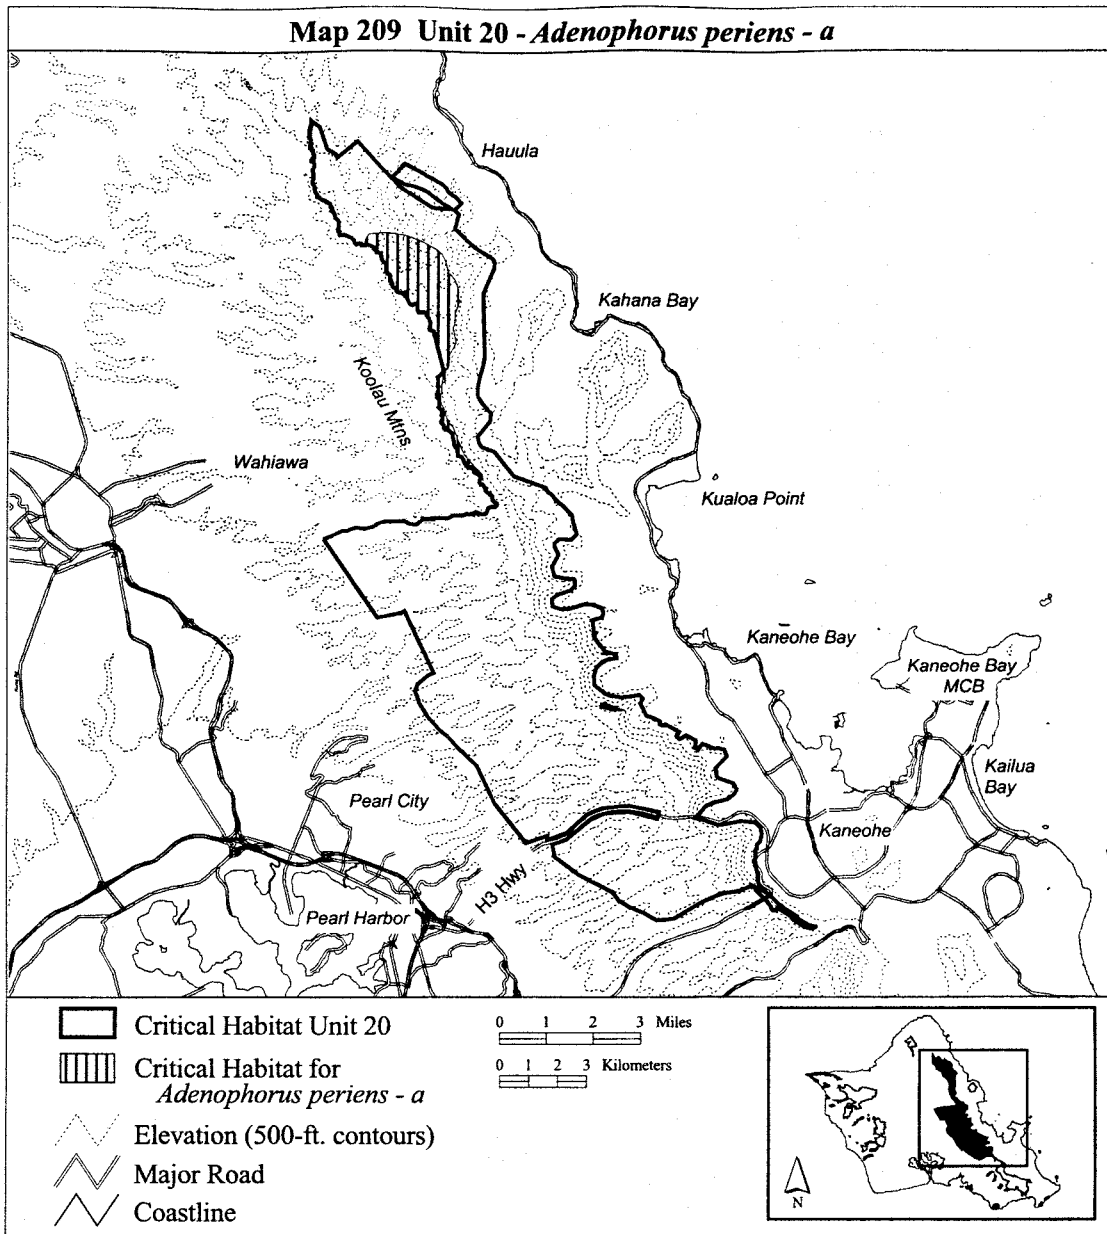 Map 209 Unit 20 - Adenophorus periens - a
Hauula
Kahana Bay
Koolau Mtns
Wahiawa
Kualoa Point
Kaneohe Bay
Kaneohe Bay
MCB
Kailua
Bay
Pearl City
Kaneohe
H3 Hwy
Pearl Harbor
Critical Habitat Unit 20
Critical Habitat for
Adenophorus periens - a
Elevation (500-ft. contours)
Major Road
Coastline
0 1 2 3 Miles
0 1 2 3 Kilometers
N